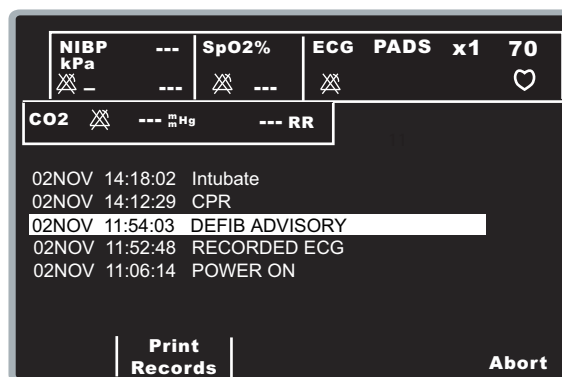 NIBP --- SpO2% ECG PADS x1 70
kPa
– --- ---
CO2 --- mmHg --- RR
02NOV 14:18:02 Intubate
02NOV 14:12:29 CPR
02NOV 11:54:03 DEFIB ADVISORY
02NOV 11:52:48 RECORDED ECG
02NOV 11:06:14 POWER ON
Print
Records Abort